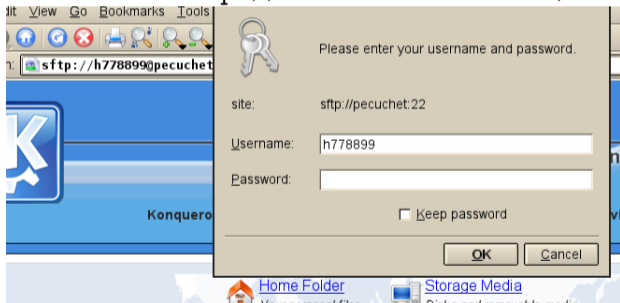 dit View Go Bookmarks Tools
Please enter your username and password.
sftp://h778899@pecuchet
site: sftp://pecuchet:22
Username: h778899
Password:
Konquero
Keep password
OK Cancel
Home Folder Storage Media